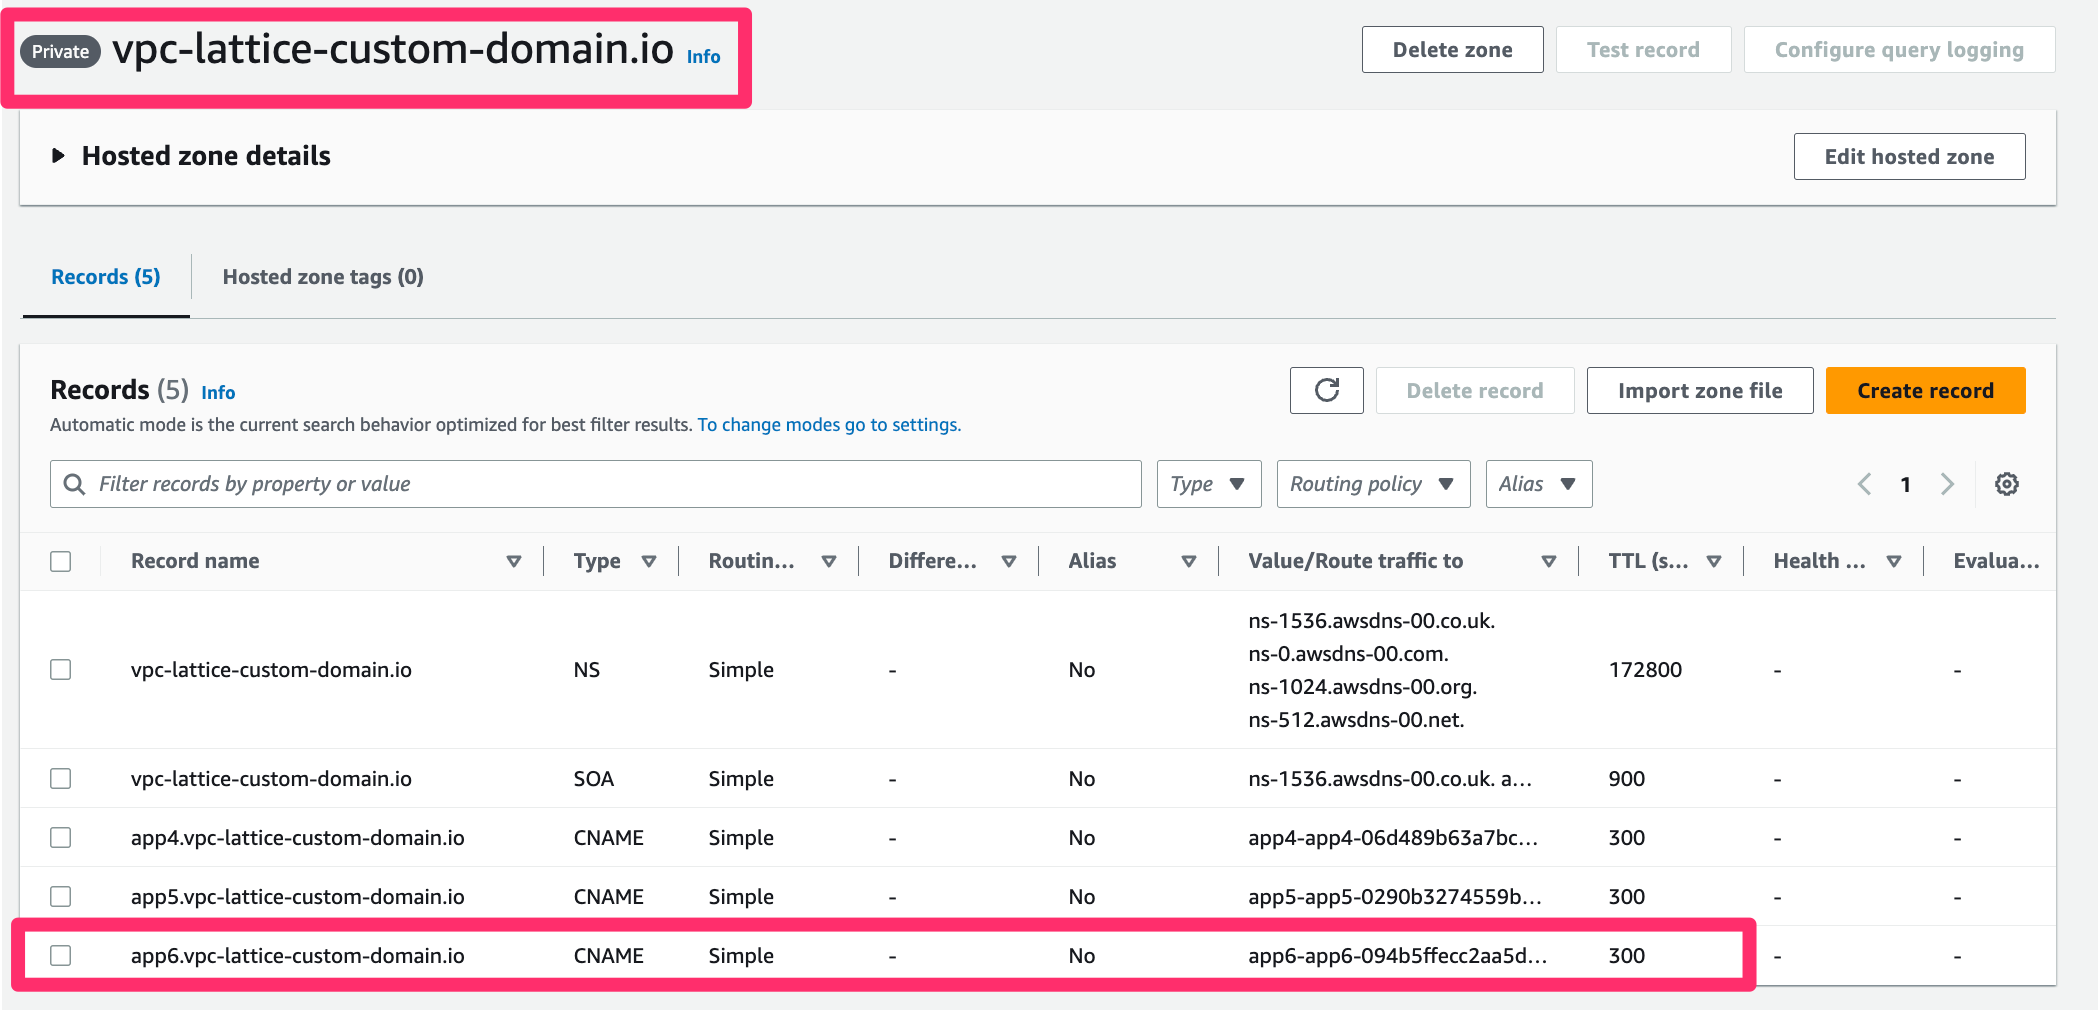 Private vpc-lattice-custom-domain.io Info
Delete zone Test record Configure query logging
Hosted zone details Edit hosted zone
Records (5) Hosted zone tags (0)
Records (5) Info
Delete record Import zone file Create record
Automatic mode is the current search behavior optimized for best filter results. To change modes go to settings.
Filter records by property or value Type Routing policy Alias 1
Record name Type Routin... Differe... Alias Value/Route traffic to TTL (s... Health ... Evalua...
ns-1536.awsdns-00.co.uk.
ns-0.awsdns-00.com.
vpc-lattice-custom-domain.io NS Simple - No 172800 - -
ns-1024.awsdns-00.org.
ns-512.awsdns-00.net.
vpc-lattice-custom-domain.io SOA Simple - No ns-1536.awsdns-00.co.uk. a... 900 - -
app4.vpc-lattice-custom-domain.io CNAME Simple - No app4-app4-06d489b63a7bc... 300 - -
app5.vpc-lattice-custom-domain.io CNAME Simple - No app5-app5-0290b3274559b... 300 - -
app6.vpc-lattice-custom-domain.io CNAME Simple - No app6-app6-094b5ffecc2aa5d... 300 - -